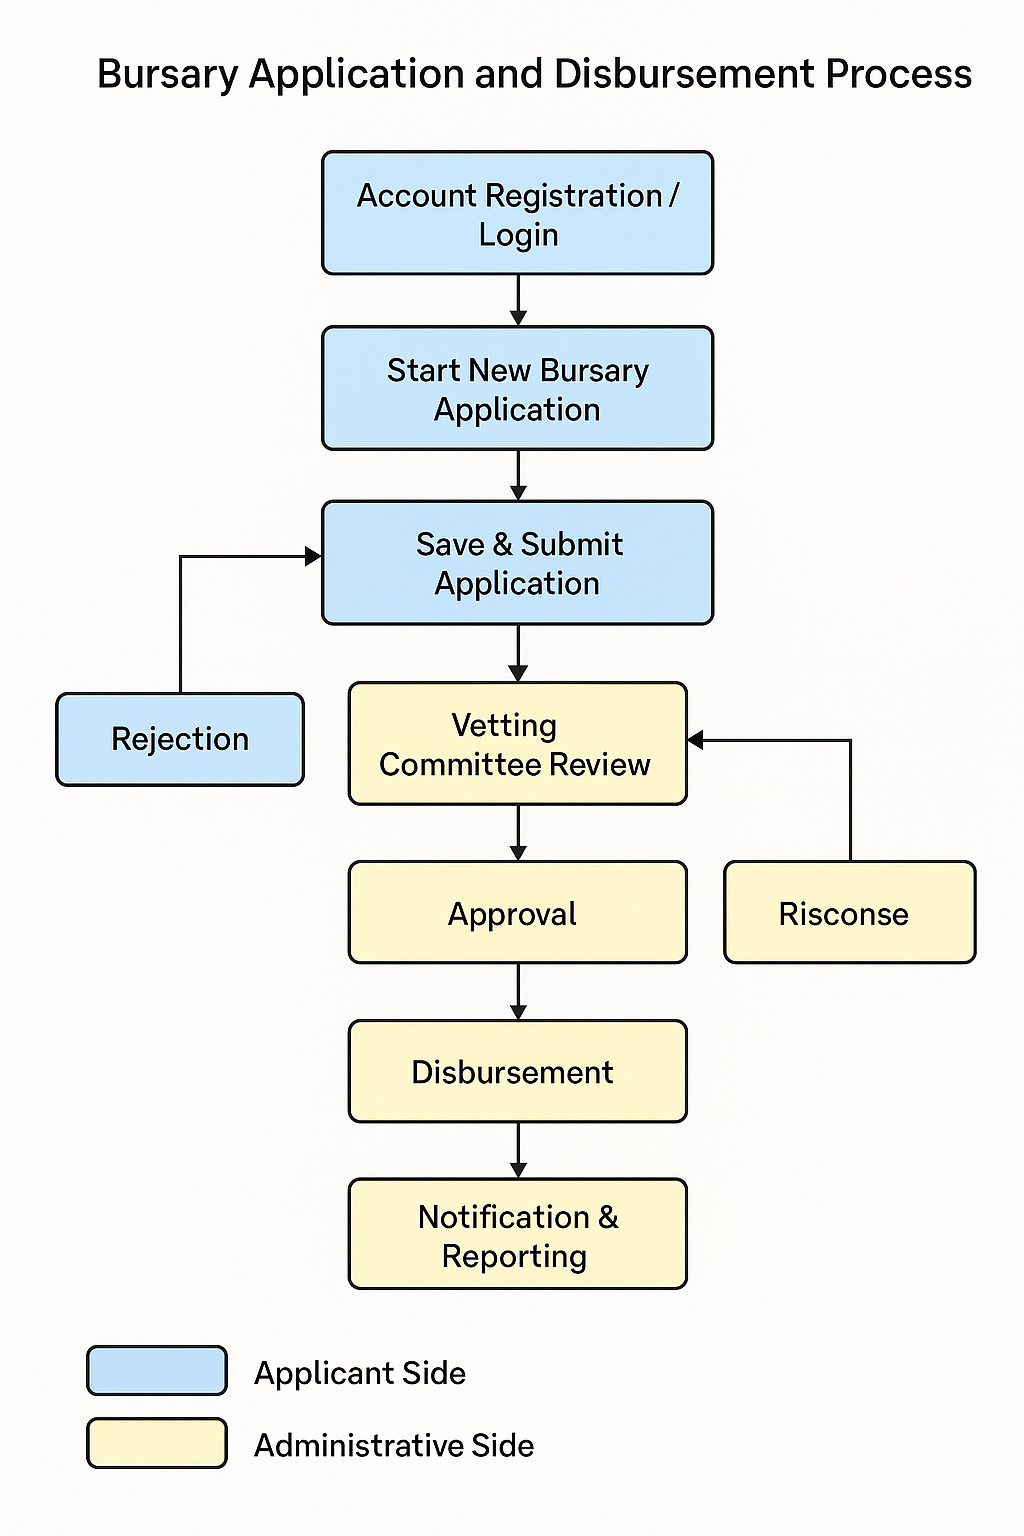 Bursary Application and Disbursement Process
Account Registration /
Login
Start New Bursary
Application
Save & Submit
Application
Rejection
Vetting
Committee Review
Approval
Risconse
Disbursement
Notification &
Reporting
Applicant Side
Administrative Side